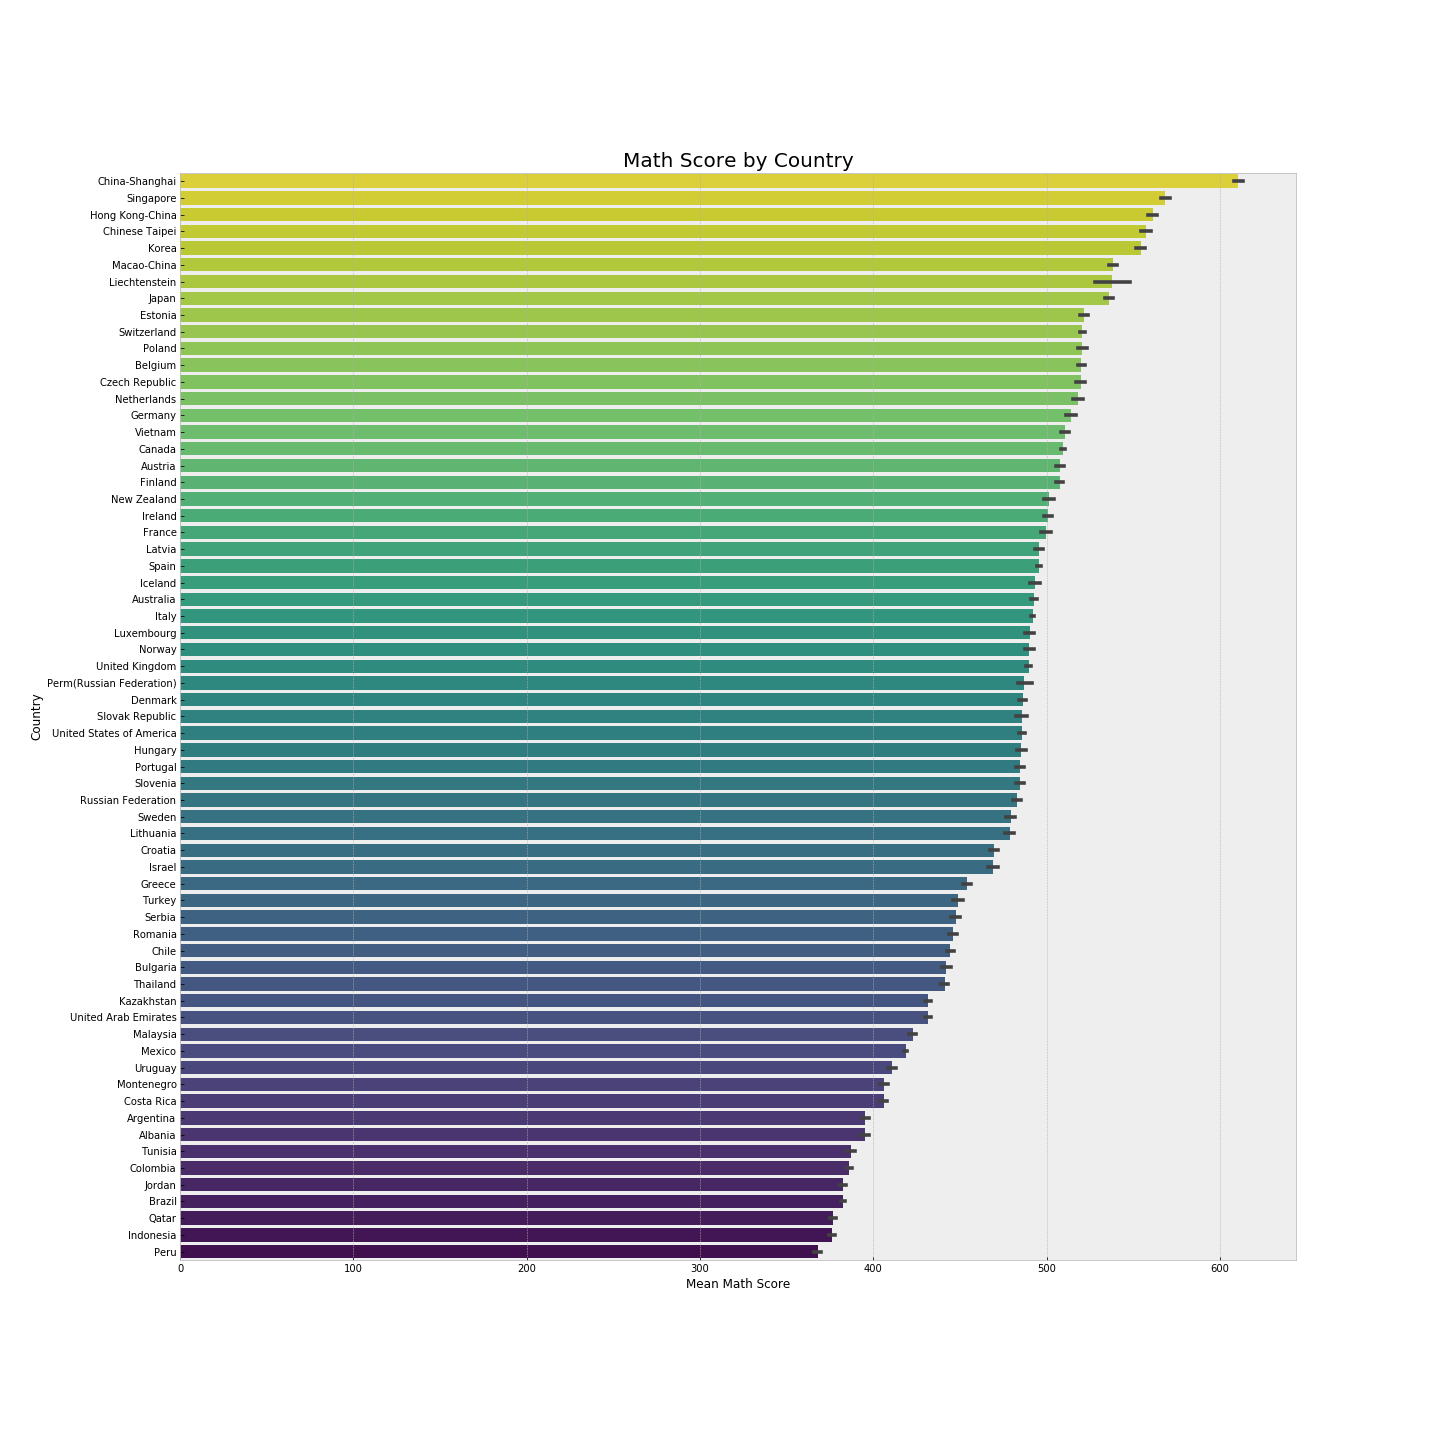 Math Score by Country
China-Shanghai
Singapore
Hong Kong-China
Chinese Taipei
Korea
Macao-China
Liechtenstein
Japan
Estonia
Switzerland
Poland
Belgium
Czech Republic
Netherlands
Germany
Vietnam
Canada
Austria
Finland
New Zealand
Ireland
France
Latvia
Spain
Iceland
Australia
Italy
Luxembourg
Norway
United Kingdom
Perm(Russian Federation)
Denmark
Slovak Republic
United States of America
Hungary
Portugal
Slovenia
Russian Federation
Sweden
Lithuania
Croatia
Israel
Greece
Turkey
Serbia
Romania
Chile
Bulgaria
Thailand
Kazakhstan
United Arab Emirates
Malaysia
Mexico
Uruguay
Montenegro
Costa Rica
Argentina
Albania
Tunisia
Colombia
Jordan
Brazil
Qatar
Indonesia
Peru
Country
0 100 200 300 400 500 600
Mean Math Score